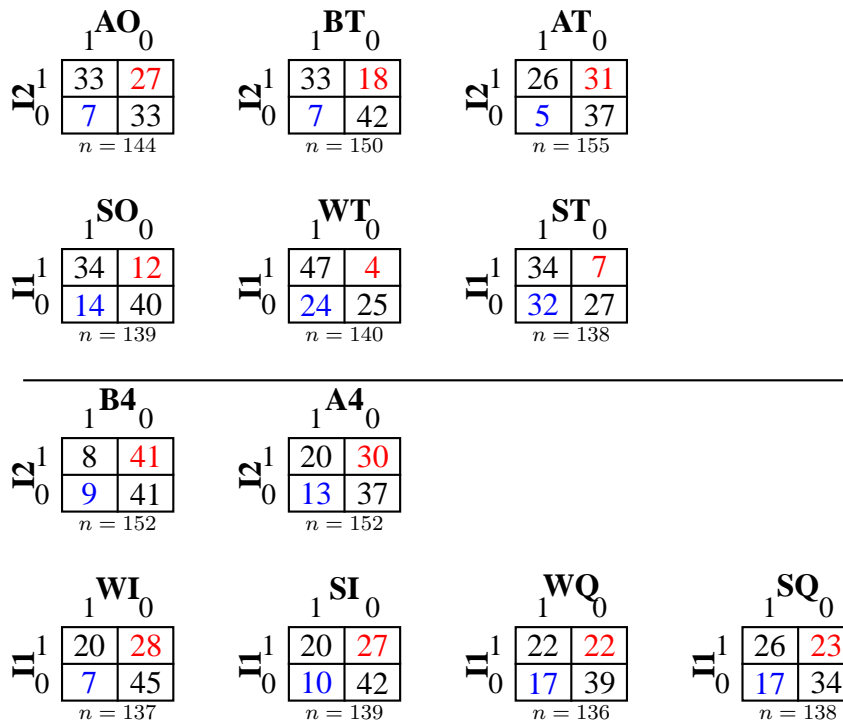 AO BT AT
1 0 1 0 1 0
I2 1 33 27 I2 1 33 18 I2 1 26 31
0 7 33 0 7 42 0 5 37
n = 144 n = 150 n = 155
SO WT ST
1 0 1 0 1 0
I1 1 34 12 I1 1 47 4 I1 1 34 7
0 14 40 0 24 25 0 32 27
n = 139 n = 140 n = 138
B4 A4
1 0 1 0
I2 1 8 41 I2 1 20 30
0 9 41 0 13 37
n = 152 n = 152
WI SI WQ SQ
1 0 1 0 1 0 1 0
I1 1 20 28 I1 1 20 27 I1 1 22 22 I1 1 26 23
0 7 45 0 10 42 0 17 39 0 17 34
n = 137 n = 139 n = 136 n = 138